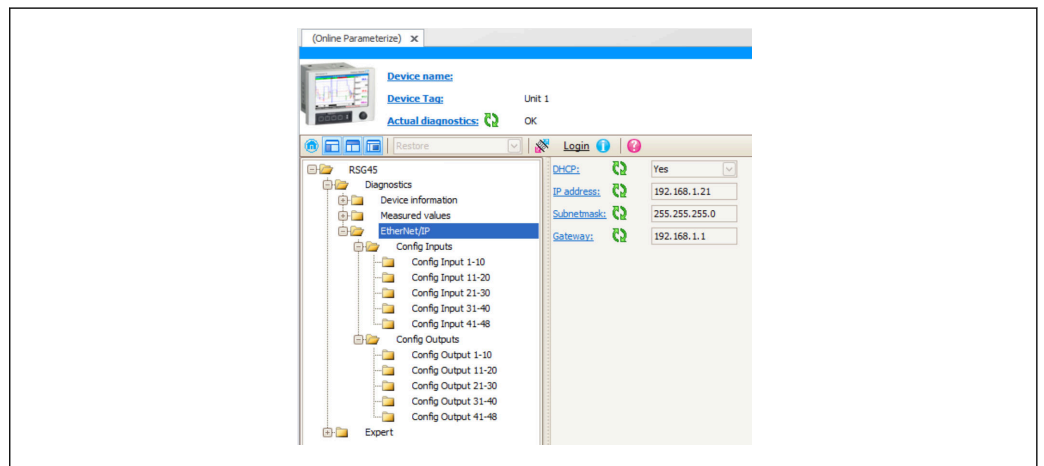 (Online Parameterize) x
Device name:
Device Tag: Unit 1
Actual diagnostics: OK
Restore Login
RSG45
Diagnostics
Device information
Measured values
EtherNet/IP
Config Inputs
Config Input 1-10
Config Input 11-20
Config Input 21-30
Config Input 31-40
Config Input 41-48
Config Outputs
Config Output 1-10
Config Output 11-20
Config Output 21-30
Config Output 31-40
Config Output 41-48
Expert
DHCP: Yes
IP address: 192.168.1.21
Subnetmask: 255.255.255.0
Gateway: 192.168.1.1